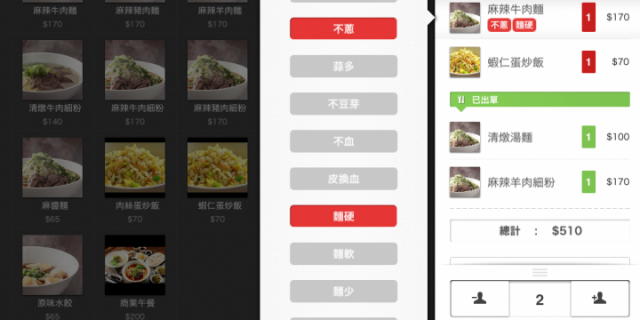 麻辣牛肉麵
$170
麻辣豬肉麵
$170
麻辣羊肉麵
$170
清燉牛肉細粉
$140
麻辣牛肉細粉
$170
麻辣豬肉細粉
$170
麻醬麵
$65
肉絲蛋炒飯
$70
蝦仁蛋炒飯
$70
原味水餃
$65
商業午餐
$200
不蔥
蒜多
不豆芽
不血
皮換血
麵硬
麵軟
麵少
麻辣牛肉麵 1 $170
不蔥 麵硬
蝦仁蛋炒飯 1 $70
已出單
清燉湯麵 1 $100
麻辣羊肉細粉 1 $170
總計 : $510
2